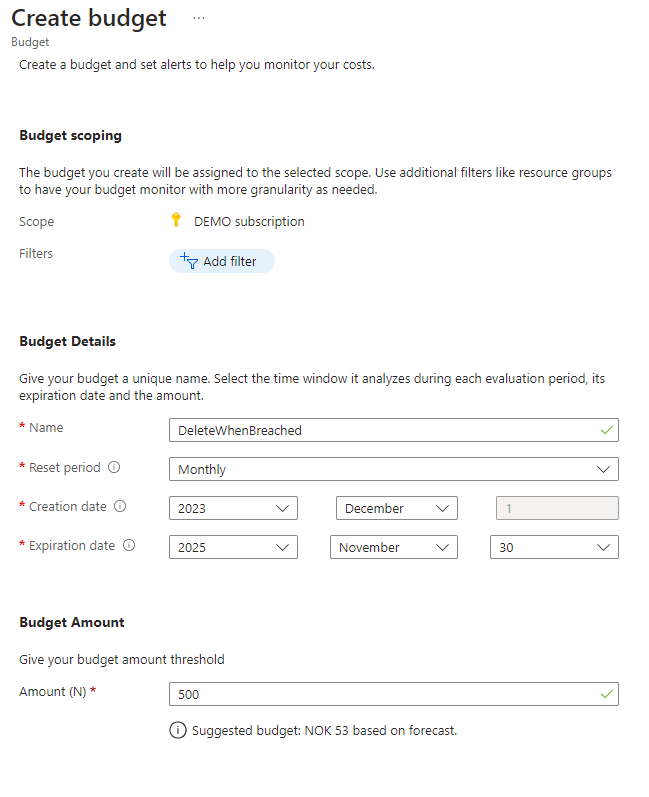 Create budget ...
Budget
Create a budget and set alerts to help you monitor your costs.
Budget scoping
The budget you create will be assigned to the selected scope. Use additional filters like resource groups
to have your budget monitor with more granularity as needed.
Scope DEMO subscription
Filters Add filter
Budget Details
Give your budget a unique name. Select the time window it analyzes during each evaluation period, its
expiration date and the amount.
* Name DeleteWhenBreached
* Reset period Monthly
* Creation date 2023 December 1
* Expiration date 2025 November 30
Budget Amount
Give your budget amount threshold
Amount (N) * 500
Suggested budget: NOK 53 based on forecast.